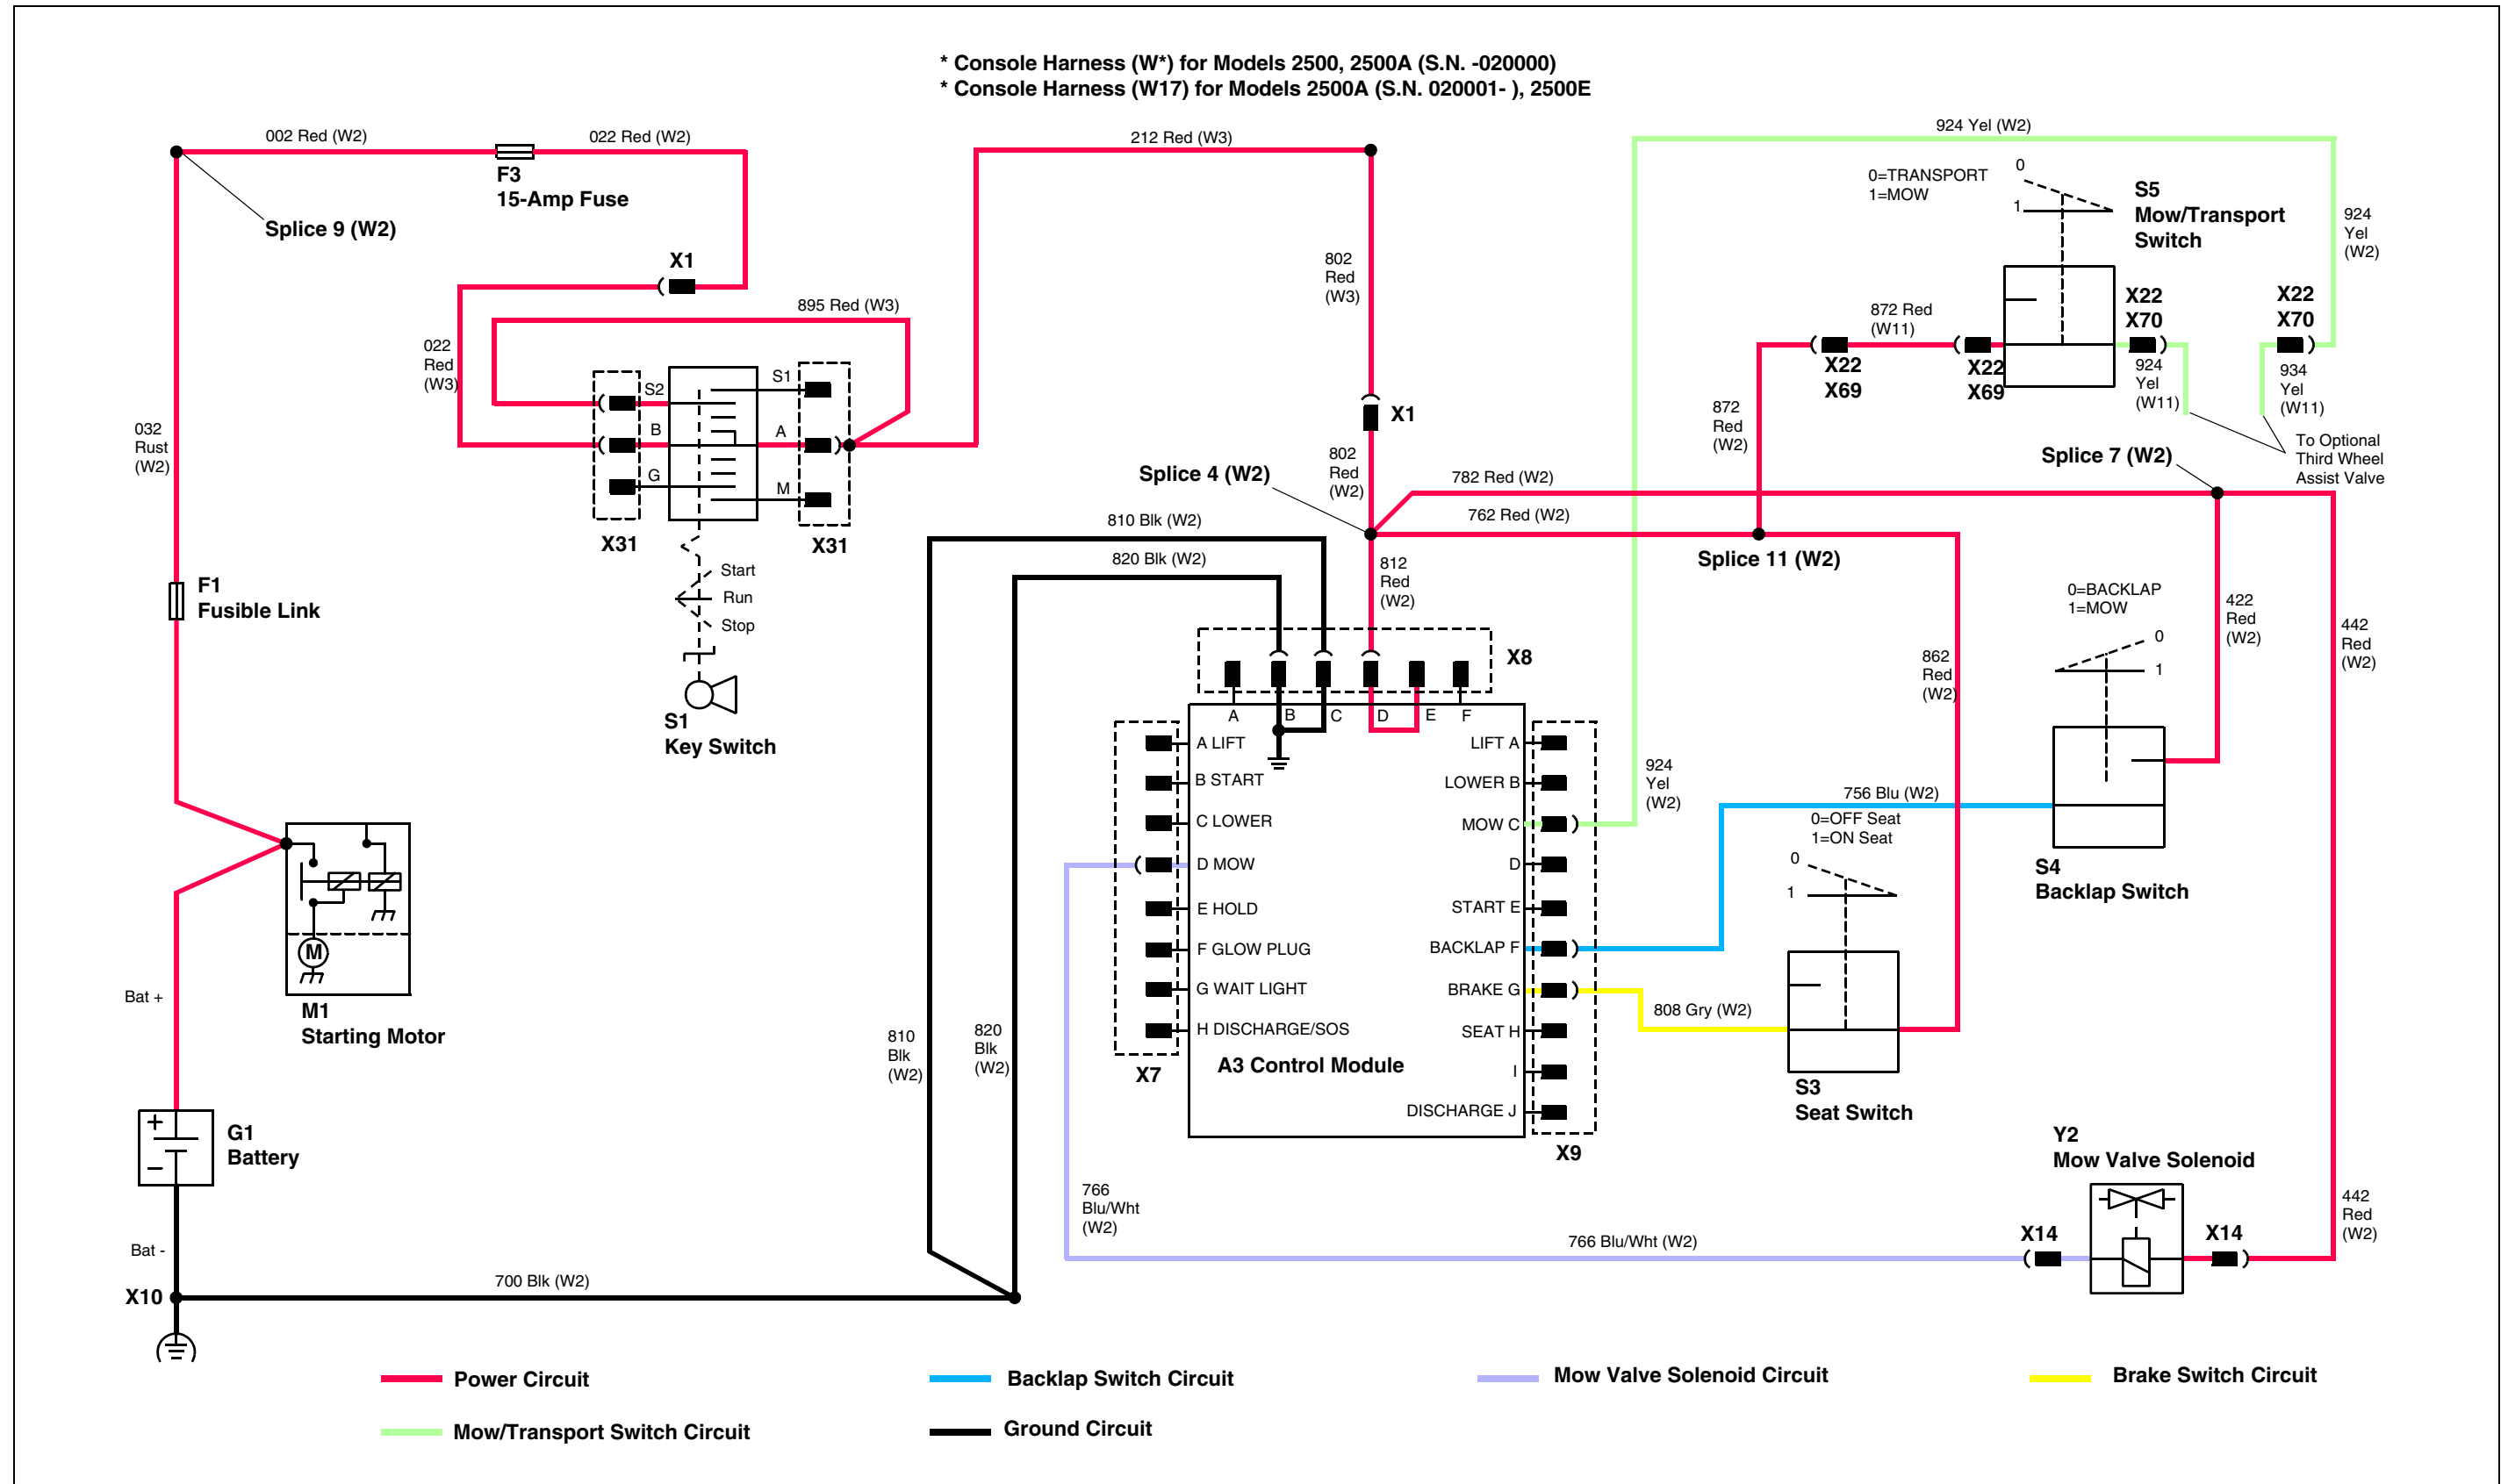 * Console Harness (W*) for Models 2500, 2500A (S.N. -020000)
* Console Harness (W17) for Models 2500A (S.N. 020001- ), 2500E
002 Red (W2)
022 Red (W2)
F3
15-Amp Fuse
Splice 9 (W2)
X1
895 Red (W3)
022
Red
(W3)
S2
B
G
S1
A
M
X31
X31
Start
Run
Stop
S1
Key Switch
032
Rust
(W2)
F1
Fusible Link
M
M1
Starting Motor
Bat +
+
–
G1
Battery
Bat -
X10
700 Blk (W2)
212 Red (W3)
802
Red
(W3)
X1
802
Red
(W2)
Splice 4 (W2)
810 Blk (W2)
820 Blk (W2)
812
Red
(W2)
782 Red (W2)
762 Red (W2)
Splice 11 (W2)
Splice 7 (W2)
924 Yel (W2)
0=TRANSPORT
1=MOW
0
1
S5
Mow/Transport
Switch
924
Yel
(W2)
872 Red
(W11)
X22
X69
X22
X69
X22
X70
X22
X70
924
Yel
(W11)
934
Yel
(W11)
To Optional
Third Wheel
Assist Valve
872
Red
(W2)
0=BACKLAP
1=MOW
0
1
422
Red
(W2)
442
Red
(W2)
862
Red
(W2)
X8
A
B
C
D
E
F
A LIFT
B START
C LOWER
D MOW
E HOLD
F GLOW PLUG
G WAIT LIGHT
H DISCHARGE/SOS
X7
A3 Control Module
LIFT A
LOWER B
MOW C
D
START E
BACKLAP F
BRAKE G
SEAT H
I
DISCHARGE J
X9
924
Yel
(W2)
756 Blu (W2)
0=OFF Seat
1=ON Seat
0
1
S4
Backlap Switch
808 Gry (W2)
S3
Seat Switch
810
Blk
(W2)
820
Blk
(W2)
766
Blu/Wht
(W2)
766 Blu/Wht (W2)
Y2
Mow Valve Solenoid
X14
X14
442
Red
(W2)
Power Circuit
Backlap Switch Circuit
Mow Valve Solenoid Circuit
Brake Switch Circuit
Mow/Transport Switch Circuit
Ground Circuit